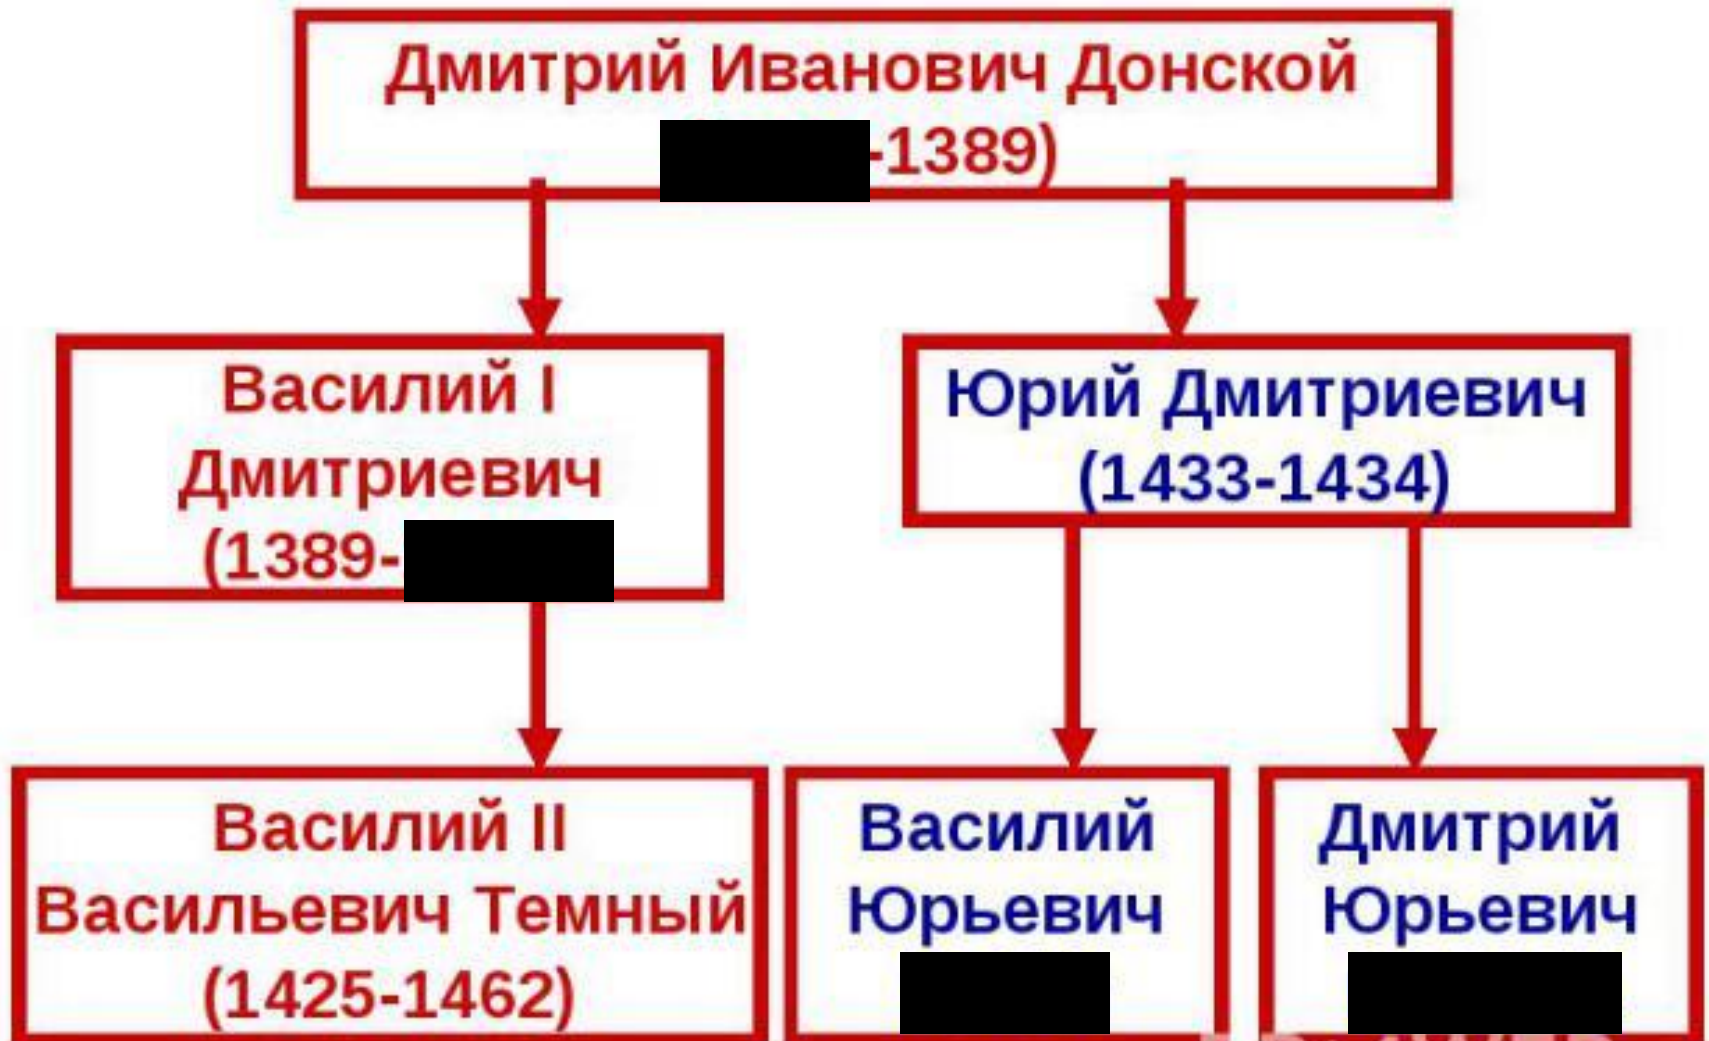 Дмитрий Иванович Донской
-1389)
Василий I
Дмитриевич
(1389-
Юрий Дмитриевич
(1433-1434)
Василий II
Васильевич Темный
(1425-1462)
Василий
Юрьевич
Дмитрий
Юрьевич